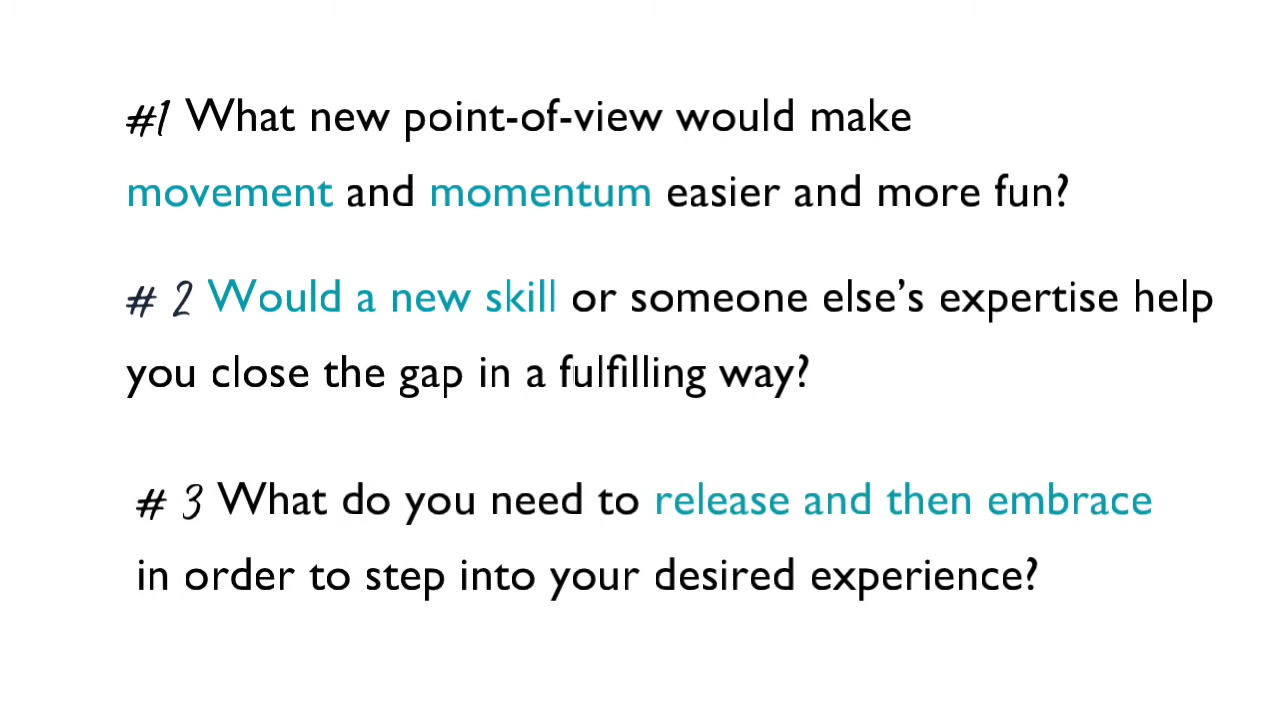 #1 What new point-of-view would make
movement and momentum easier and more fun?
# 2 Would a new skill or someone else’s expertise help
you close the gap in a fulfilling way?
# 3 What do you need to release and then embrace
in order to step into your desired experience?